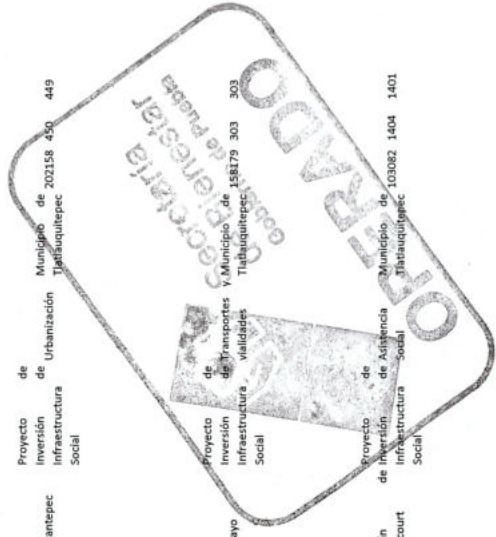 antepec Proyecto de Inversión de Infraestructura Social Urbanización Municipio de Tlatlauquitepec 202158 450 449
ayo Proyecto de Inversión de Infraestructura Social Transportes y vialidades Municipio de Tlatlauquitepec 158179 303 303
n court Proyecto de Inversión de Infraestructura Social Asistencia Social Municipio de Tlatlauquitepec 103082 1404 1401
Secretaría
Bienestar
Gobierno de Puebla
OPERADO